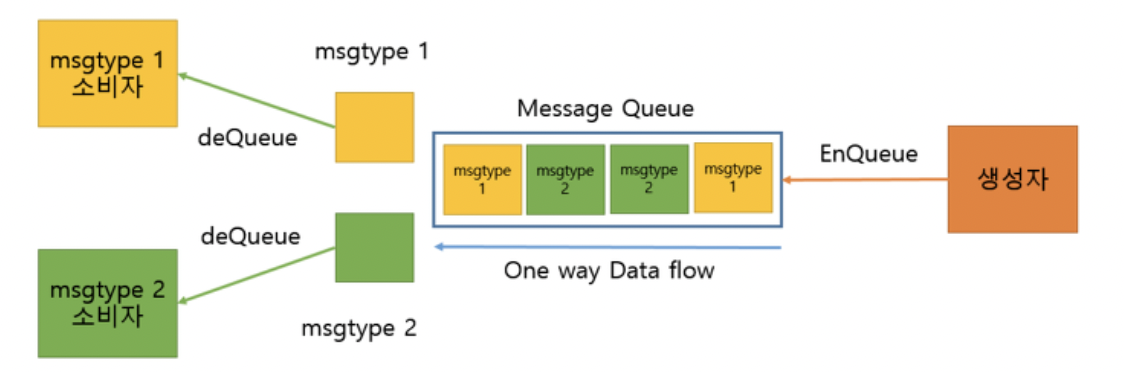 msgtype 1
소비자
msgtype 1
deQueue
Message Queue
msgtype
1
msgtype
2
msgtype
2
msgtype
1
EnQueue
생성자
deQueue
One way Data flow
msgtype 2
소비자
msgtype 2